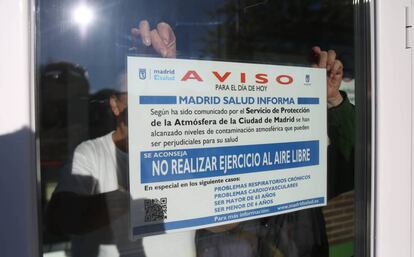 madrid
salud
AVISO
PARA EL DÍA DE HOY
MADRID SALUD INFORMA
Según ha sido comunicado por el Servicio de Protección
de la Atmósfera de la Ciudad de Madrid se han
alcanzado niveles de contaminación atmosférica que pueden
ser perjudiciales para su salud
SE ACONSEJA
NO REALIZAR EJERCICIO AL AIRE LIBRE
En especial en los siguientes casos:
PROBLEMAS RESPIRATORIOS CRÓNICOS
PROBLEMAS CARDIOVASCULARES
SER MAYOR DE 65 AÑOS
SER MENOR DE 6 AÑOS
Para más información: www.madridsalud.es